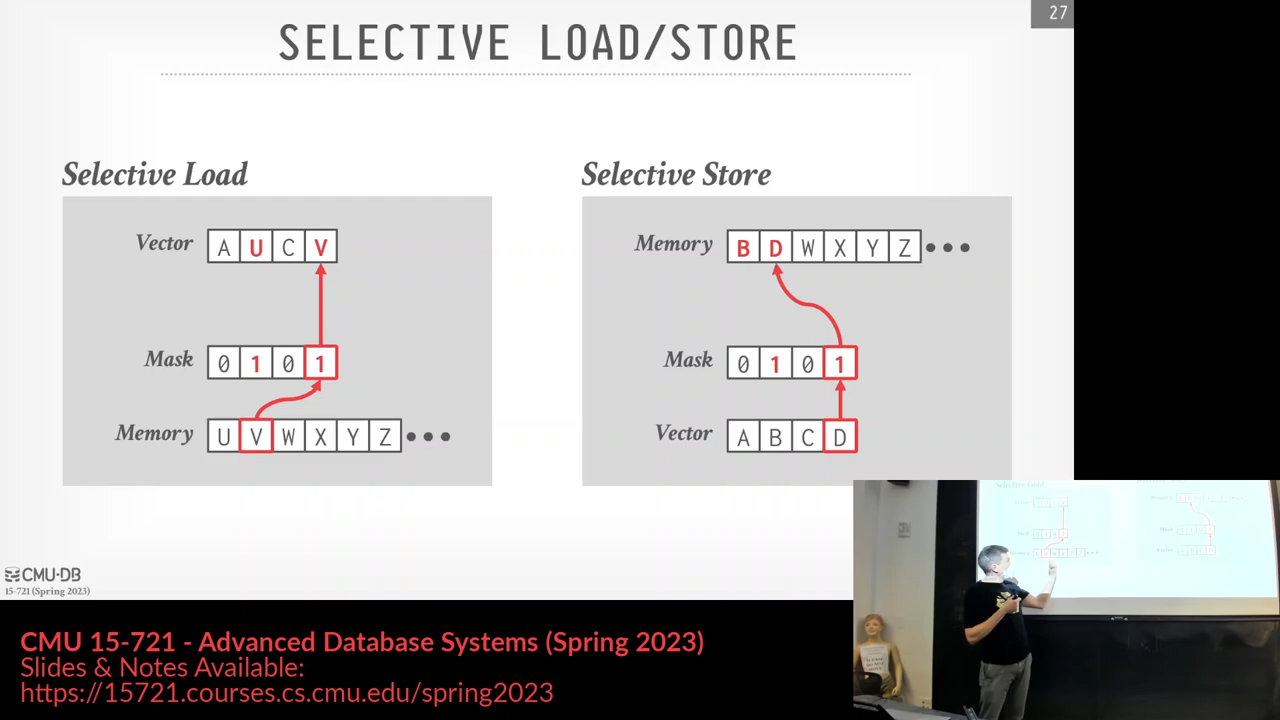 27
SELECTIVE LOAD/STORE
Selective Load
Vector A U C V
Mask 0 1 0 1
Memory U V W X Y Z •••
Selective Store
Memory B D W X Y Z •••
Mask 0 1 0 1
Vector A B C D
CMU·DB
15-721 (Spring 2023)
CMU 15-721 - Advanced Database Systems (Spring 2023)
Slides & Notes Available:
https://15721.courses.cs.cmu.edu/spring2023